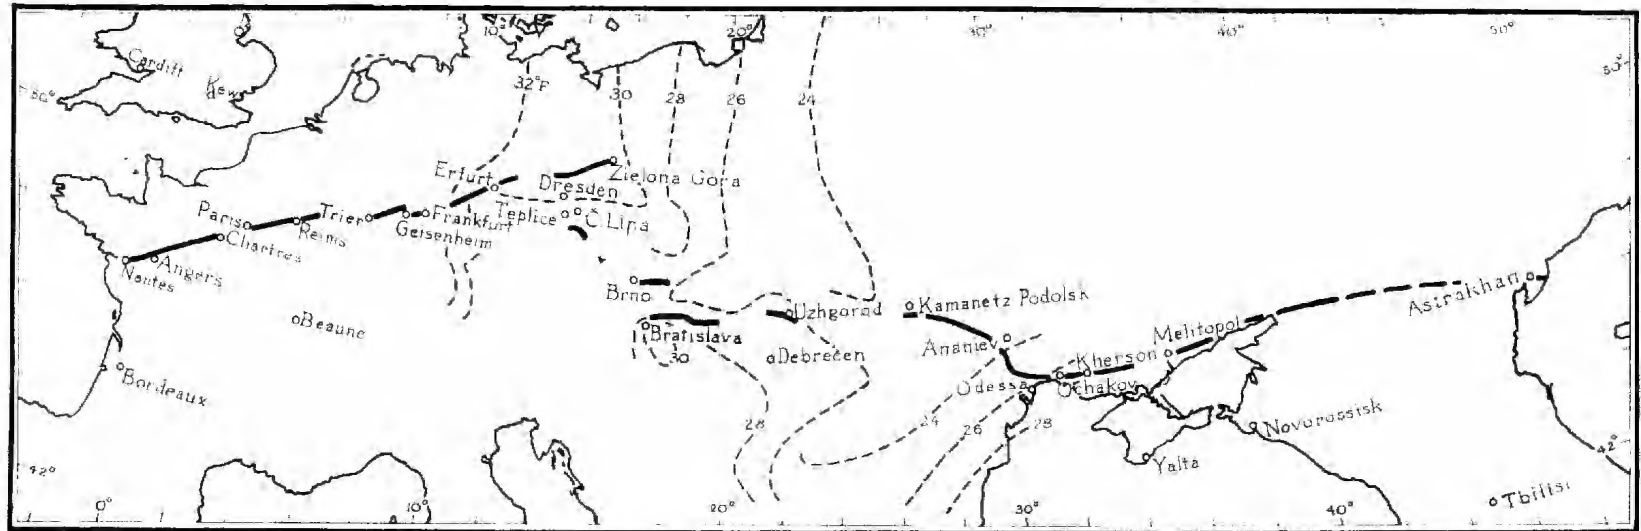 10°
20°
40°
50°
Cardiff
Kew
50°
50°
32°F
30
28
26
24
Erfurt
Dresden
Zielona Gora
Teplice
Č. Lipa
Paris
Reims
Trier
Frankfurt
Geisenheim
Chartres
Angers
Nantes
Brno
Uzhgorod
Kamanetz Podolsk
Astrakhan
Beaune
Bratislava
30
Debrecen
Ananiev
Melitopol
Kherson
Bordeaux
Odessa
Ochakov
28
24
26
28
Novorossisk
Yalta
42°
42°
Tbilisi
0°
10°
20°
30°
40°